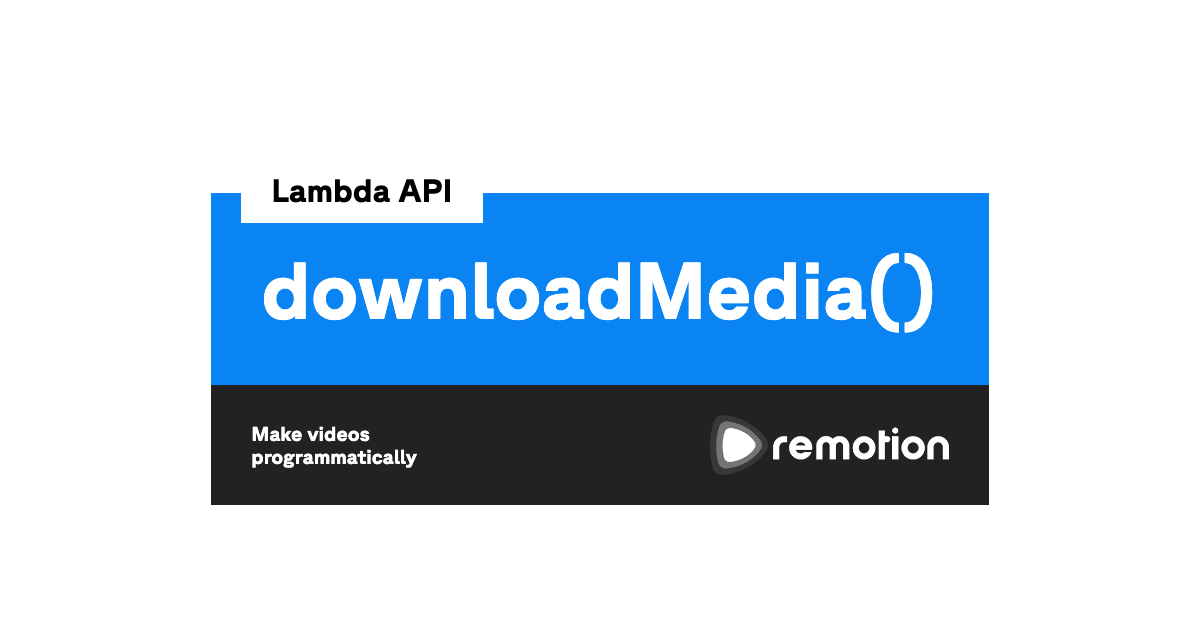 Lambda API
downloadMedia()
Make videos
programmatically
remotion